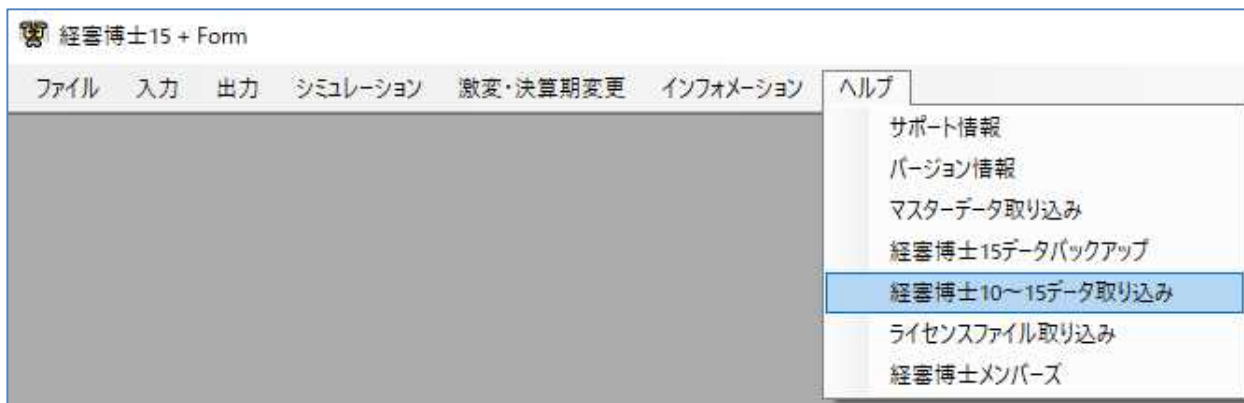 経審博士15 + Form
ファイル 入力 出力 シミュレーション 激変・決算期変更 インフォメーション ヘルプ
サポート情報
バージョン情報
マスターデータ取り込み
経審博士15データバックアップ
経審博士10～15データ取り込み
ライセンスファイル取り込み
経審博士メンバーズ